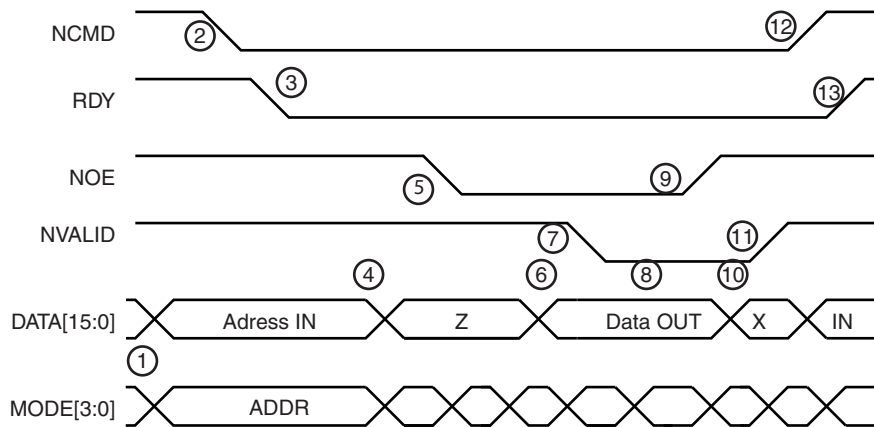 NCMD ② ⑫
RDY ③ ⑬
NOE ⑤ ⑨
NVALID ⑦ ⑪
④ ⑥ ⑧ ⑩
DATA[15:0] Adress IN Z Data OUT X IN
①
MODE[3:0] ADDR